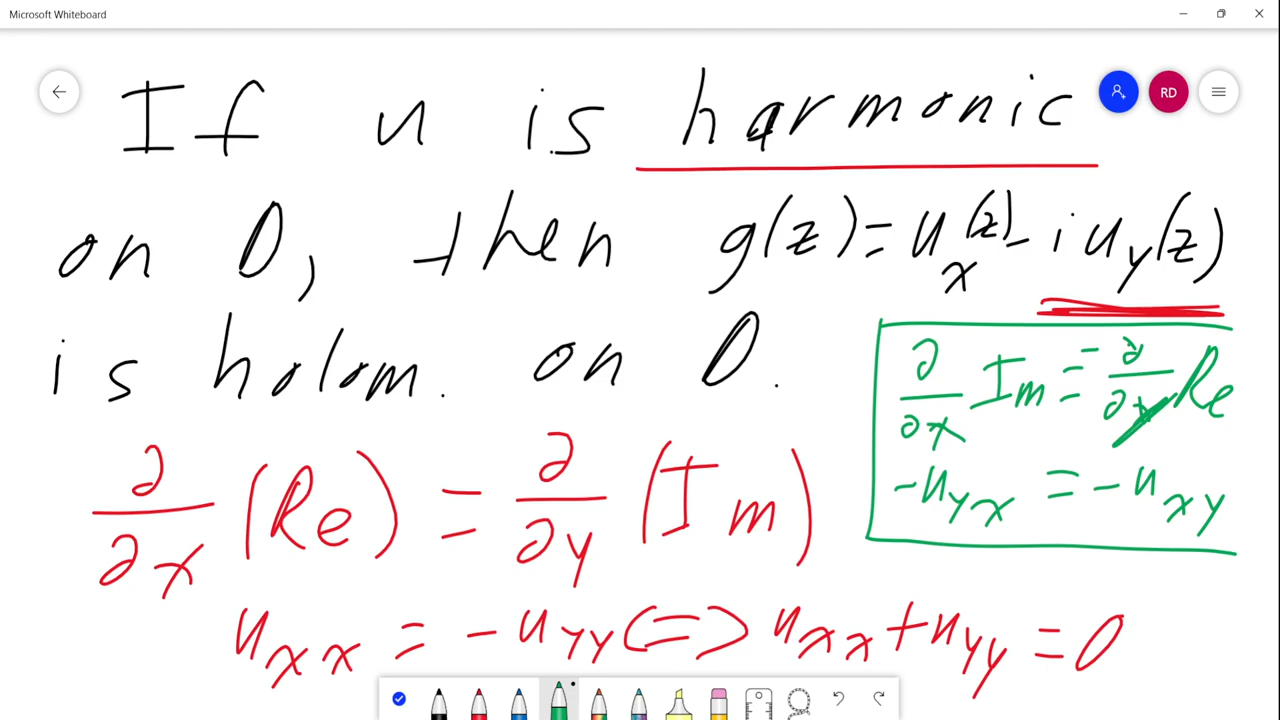 Microsoft Whiteboard
RD
If u is harmonic
on D, then g(z) = u_x(z) - i u_y(z)
is holom. on D.
∂/∂x Im = -∂/∂y Re
-u_yx = -u_xy
∂/∂x (Re) = ∂/∂y (Im)
u_xx = -u_yy (=) u_xx + u_yy = 0